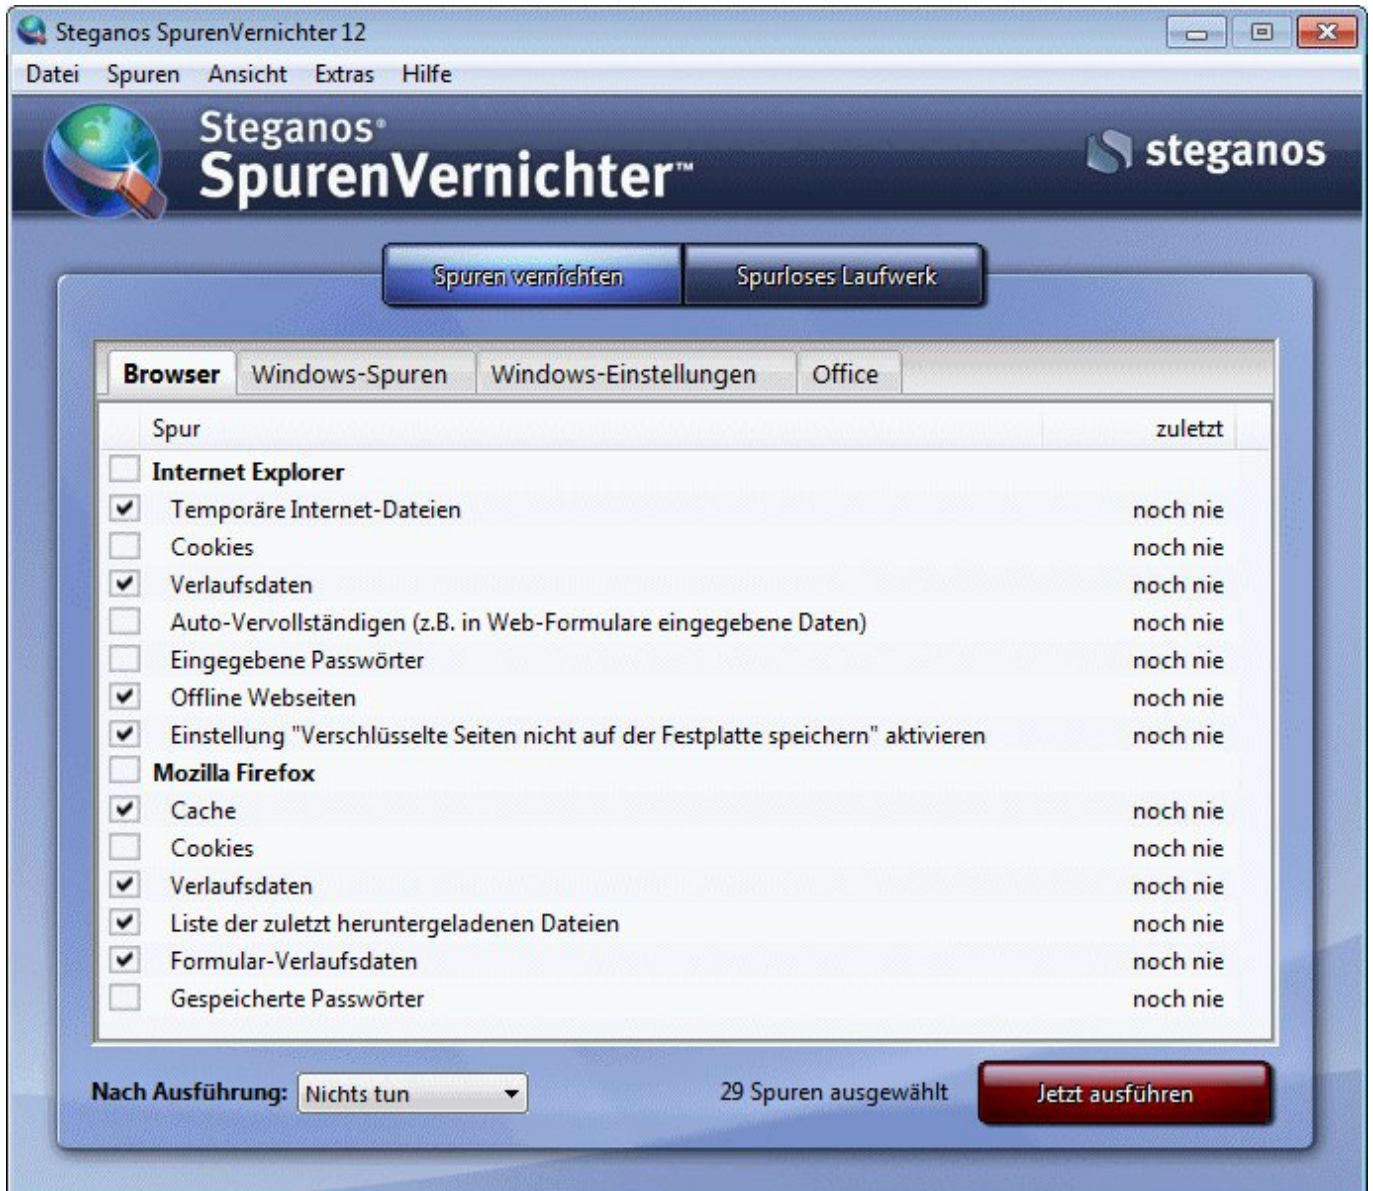 Steganos SpurenVernichter 12
Datei Spuren Ansicht Extras Hilfe
Steganos®
SpurenVernichter™
steganos
Spuren vernichten Spurloses Laufwerk
Browser Windows-Spuren Windows-Einstellungen Office
Spur zuletzt
Internet Explorer
Temporäre Internet-Dateien noch nie
Cookies noch nie
Verlaufsdaten noch nie
Auto-Vervollständigen (z.B. in Web-Formulare eingegebene Daten) noch nie
Eingegebene Passwörter noch nie
Offline Webseiten noch nie
Einstellung "Verschlüsselte Seiten nicht auf der Festplatte speichern" aktivieren noch nie
Mozilla Firefox
Cache noch nie
Cookies noch nie
Verlaufsdaten noch nie
Liste der zuletzt heruntergeladenen Dateien noch nie
Formular-Verlaufsdaten noch nie
Gespeicherte Passwörter noch nie
Nach Ausführung: Nichts tun 29 Spuren ausgewählt Jetzt ausführen